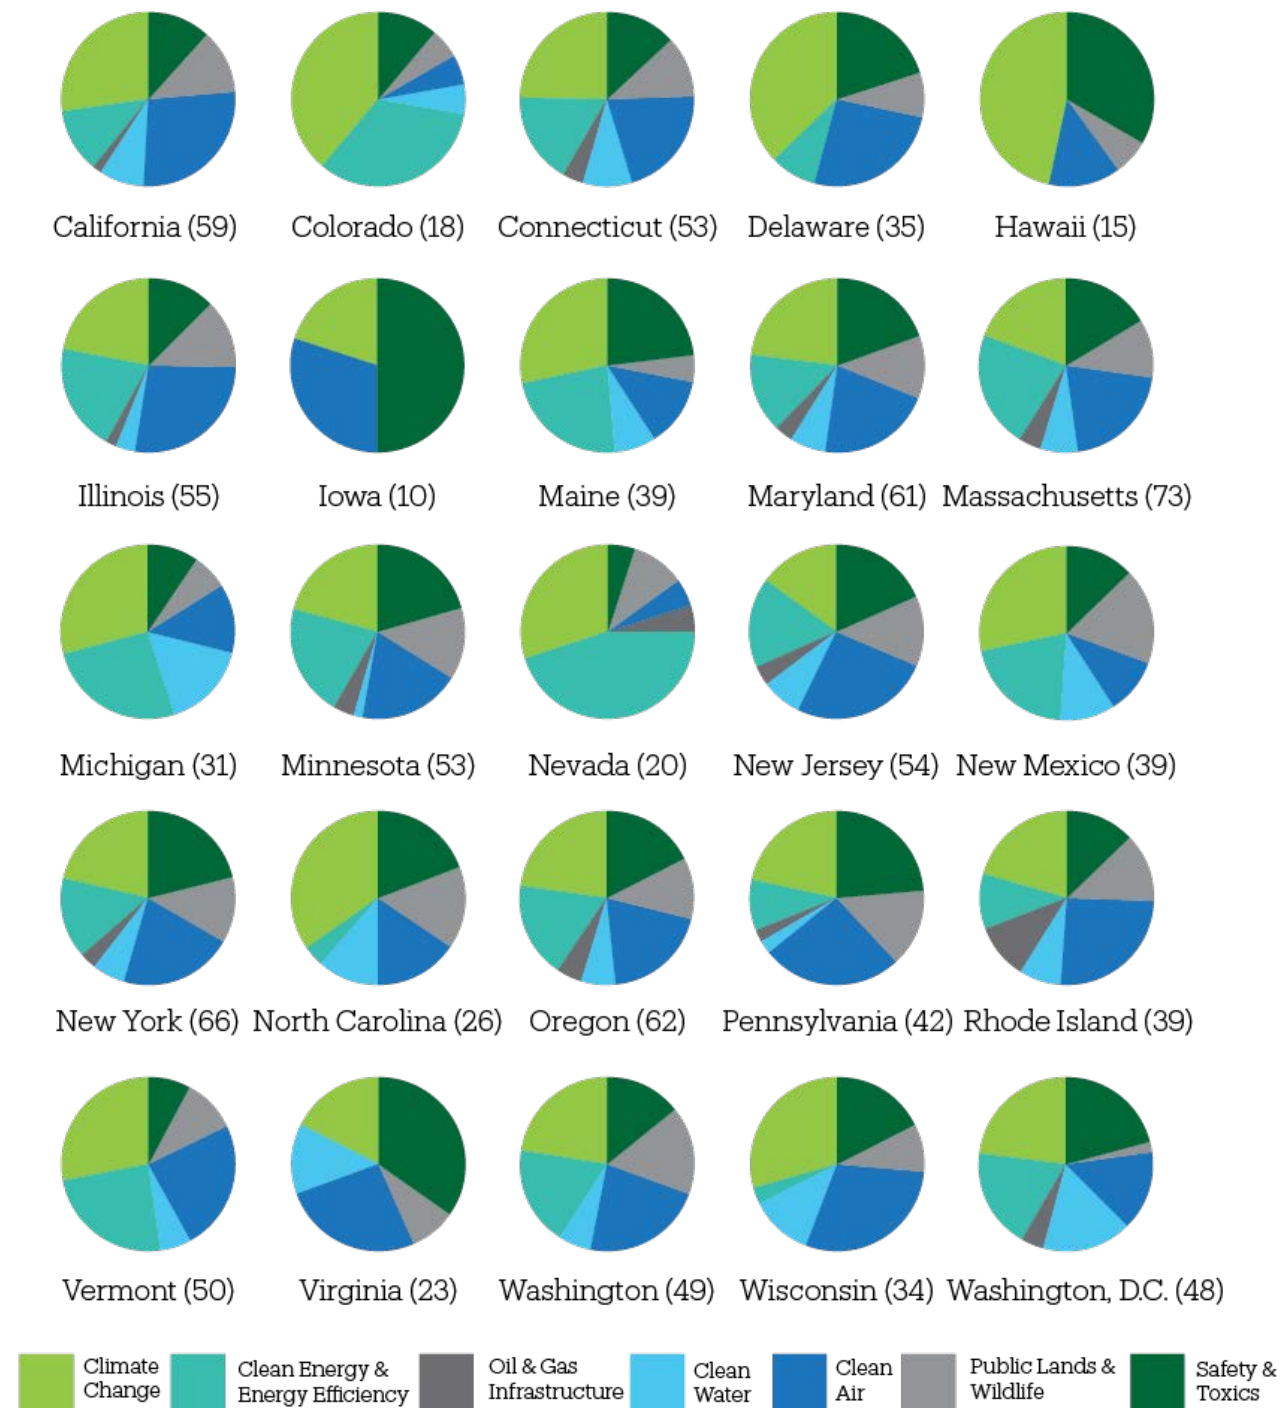 California (59) Colorado (18) Connecticut (53) Delaware (35) Hawaii (15)
Illinois (55) Iowa (10) Maine (39) Maryland (61) Massachusetts (73)
Michigan (31) Minnesota (53) Nevada (20) New Jersey (54) New Mexico (39)
New York (66) North Carolina (26) Oregon (62) Pennsylvania (42) Rhode Island (39)
Vermont (50) Virginia (23) Washington (49) Wisconsin (34) Washington, D.C. (48)
Climate
Change
Clean Energy &
Energy Efficiency
Oil & Gas
Infrastructure
Clean
Water
Clean
Air
Public Lands &
Wildlife
Safety &
Toxics